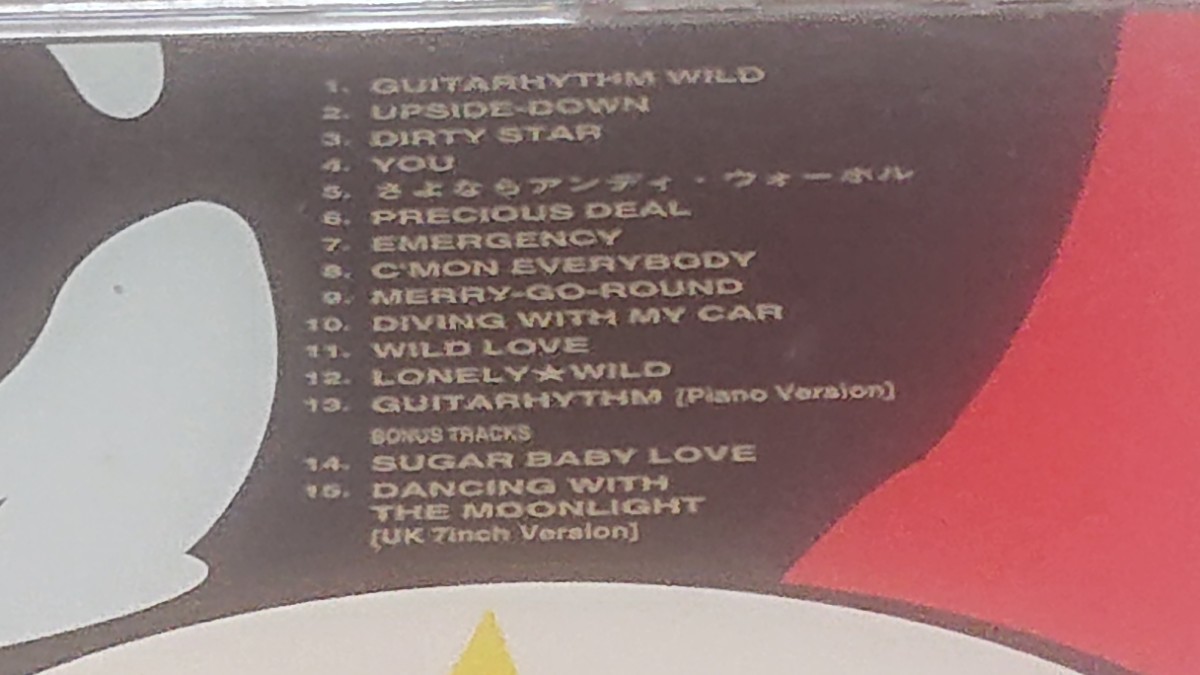 1. GUITARHYTHM WILD
2. UPSIDE-DOWN
3. DIRTY STAR
4. YOU
5. さよならアンディ・ウォーホル
6. PRECIOUS DEAL
7. EMERGENCY
8. C'MON EVERYBODY
9. MERRY-GO-ROUND
10. DIVING WITH MY CAR
11. WILD LOVE
12. LONELY★WILD
13. GUITARHYTHM [Piano Version]
BONUS TRACKS
14. SUGAR BABY LOVE
15. DANCING WITH
THE MOONLIGHT
[UK 7inch Version]